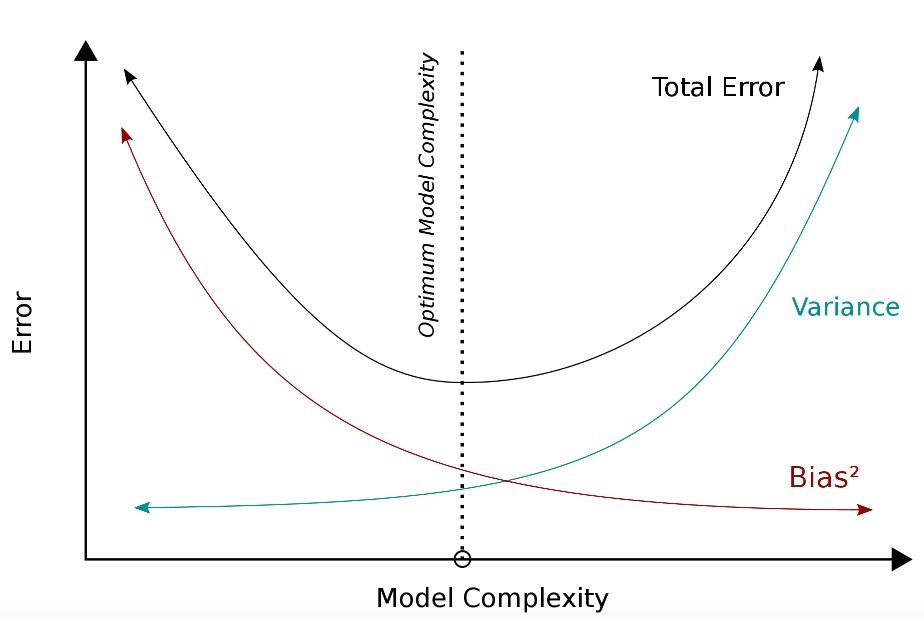 Optimum Model Complexity
Total Error
Error
Variance
Bias²
Model Complexity